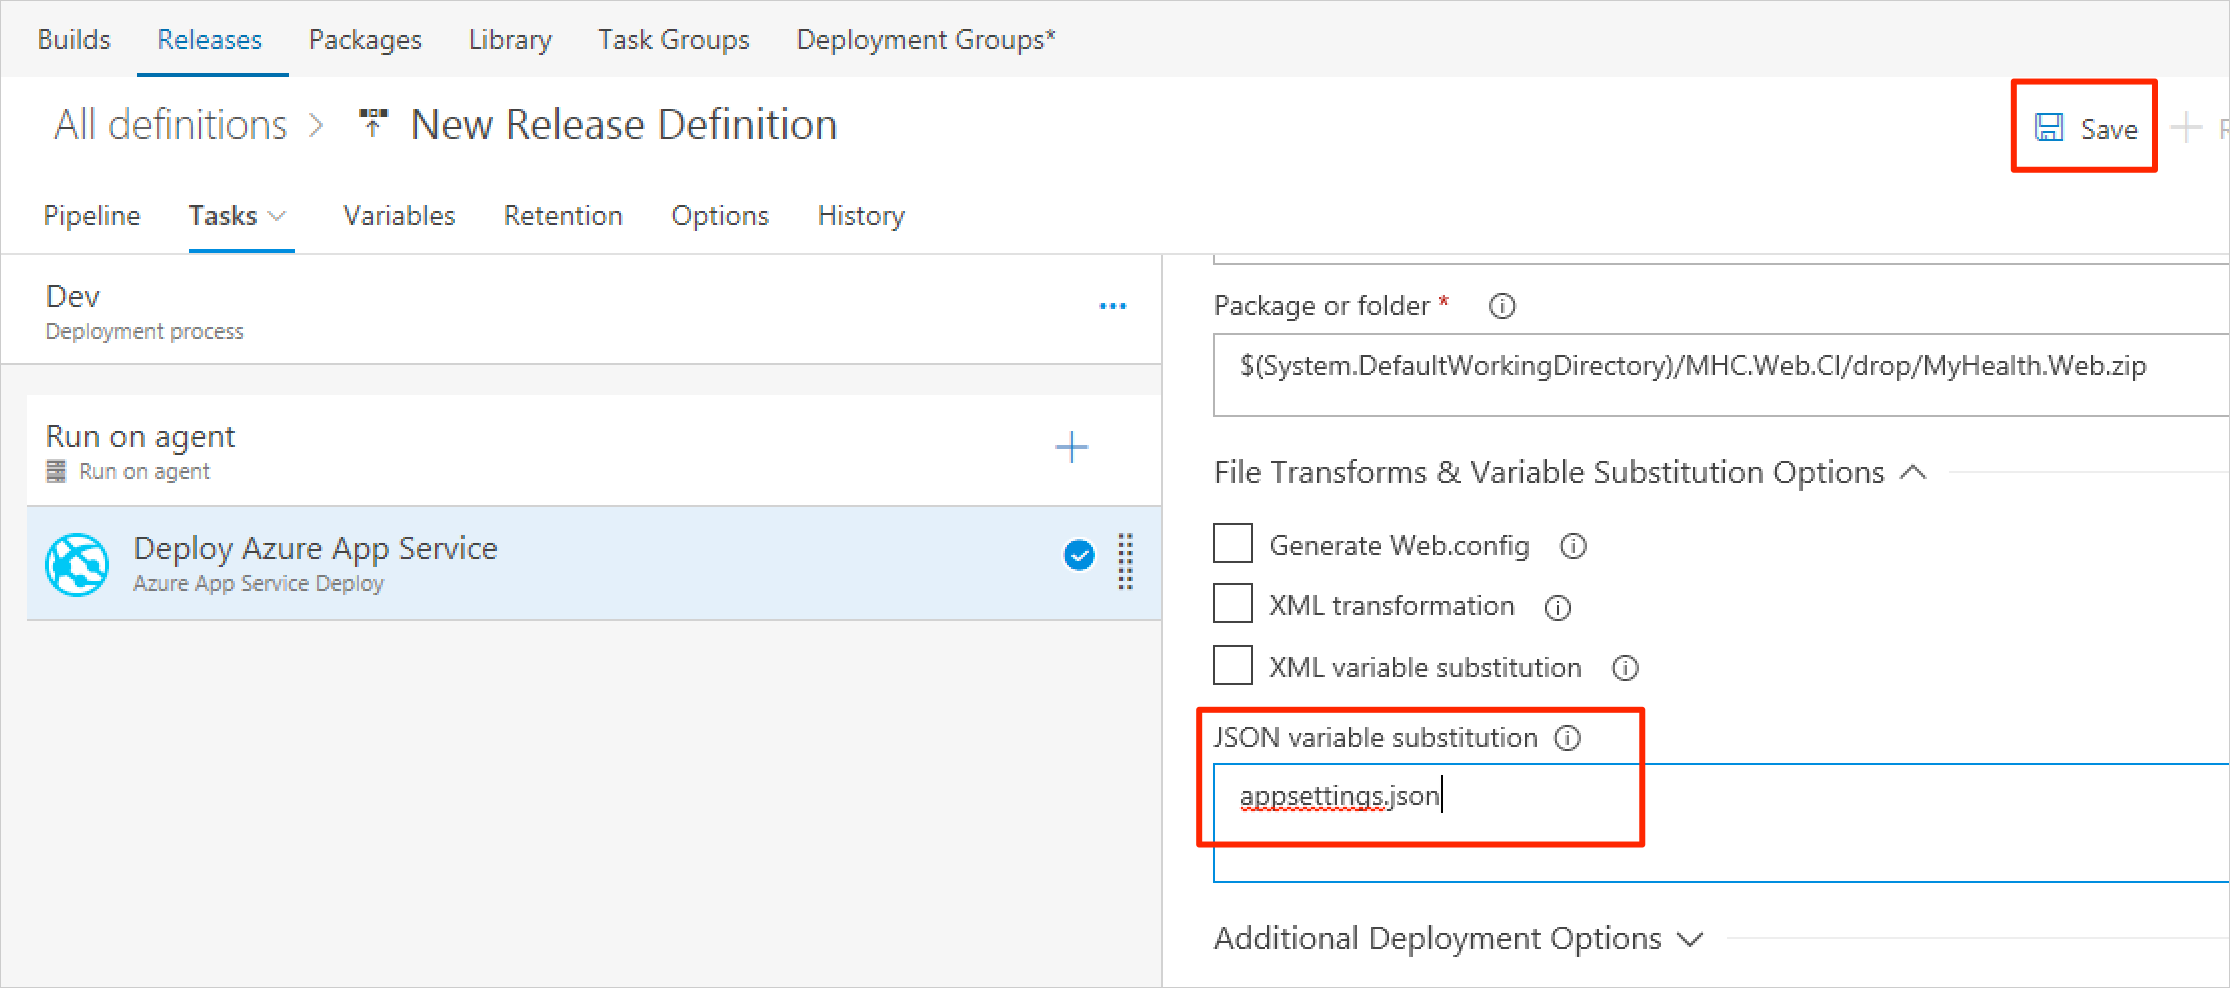 Builds Releases Packages Library Task Groups Deployment Groups*
All definitions > New Release Definition
Save
Pipeline Tasks Variables Retention Options History
Dev
Deployment process
Run on agent
Run on agent
Deploy Azure App Service
Azure App Service Deploy
Package or folder *
$(System.DefaultWorkingDirectory)/MHC.Web.CI/drop/MyHealth.Web.zip
File Transforms & Variable Substitution Options
Generate Web.config
XML transformation
XML variable substitution
JSON variable substitution
appsettings.json
Additional Deployment Options